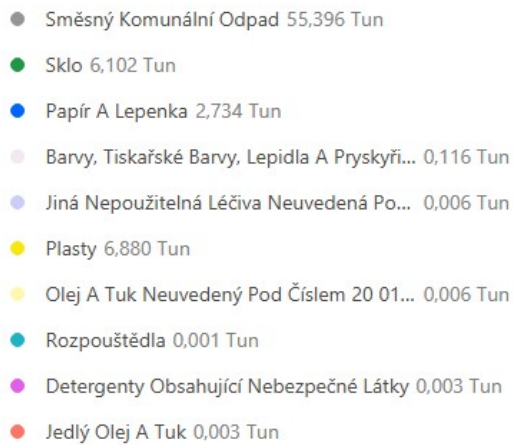 Směsný Komunální Odpad 55,396 Tun
Sklo 6,102 Tun
Papír A Lepenka 2,734 Tun
Barvy, Tiskařské Barvy, Lepidla A Pryskyři... 0,116 Tun
Jiná Nepoužitelná Léčiva Neuvedená Po... 0,006 Tun
Plasty 6,880 Tun
Olej A Tuk Neuvedený Pod Číslem 20 01... 0,006 Tun
Rozpouštědla 0,001 Tun
Detergenty Obsahující Nebezpečné Látky 0,003 Tun
Jedlý Olej A Tuk 0,003 Tun